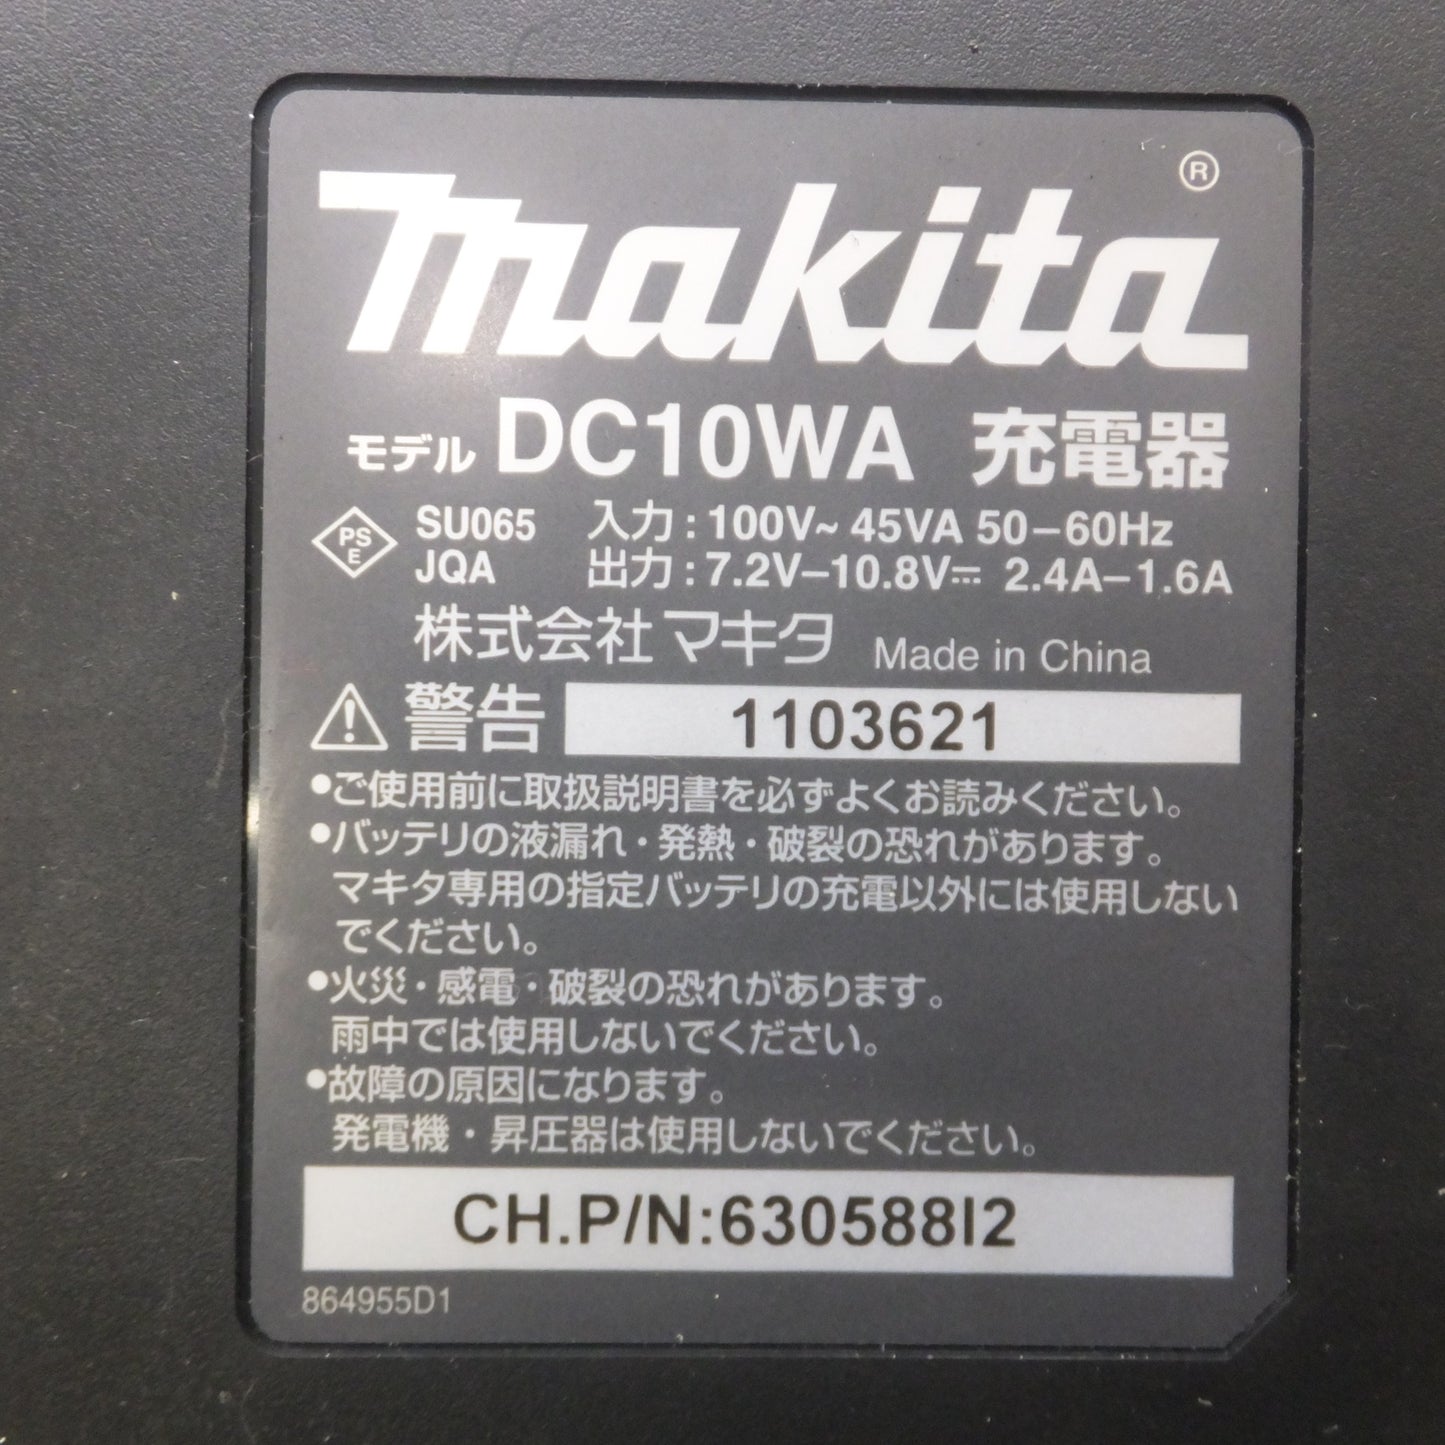 makita®
モデル DC10WA 充電器
PSE SU065 入力:100V~ 45VA 50–60Hz
JQA 出力:7.2V–10.8V⎓ 2.4A–1.6A
株式会社マキタ Made in China
⚠警告 1103621
•ご使用前に取扱説明書を必ずよくお読みください。
•バッテリの液漏れ・発熱・破裂の恐れがあります。
マキタ専用の指定バッテリの充電以外には使用しない
でください。
•火災・感電・破裂の恐れがあります。
雨中では使用しないでください。
•故障の原因になります。
発電機・昇圧器は使用しないでください。
CH.P/N:630588I2
864955D1